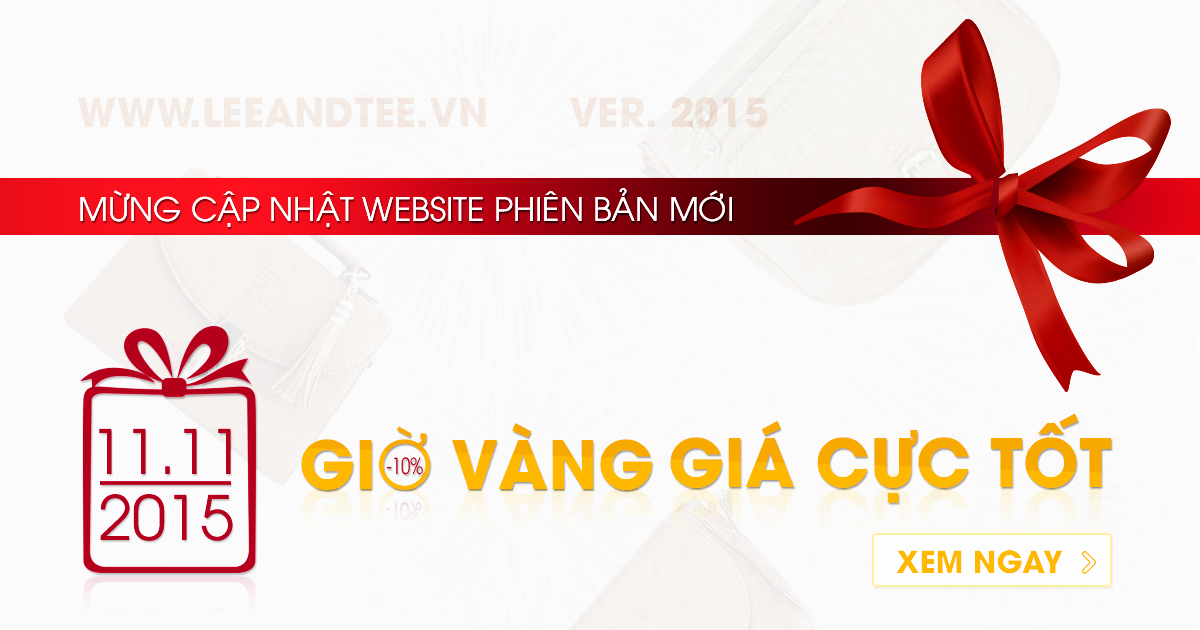 WWW.LEEANDTEE.VN VER. 2015
MỪNG CẬP NHẬT WEBSITE PHIÊN BẢN MỚI
11.11
2015
GIỜ VÀNG GIÁ CỰC TỐT
-10%
XEM NGAY